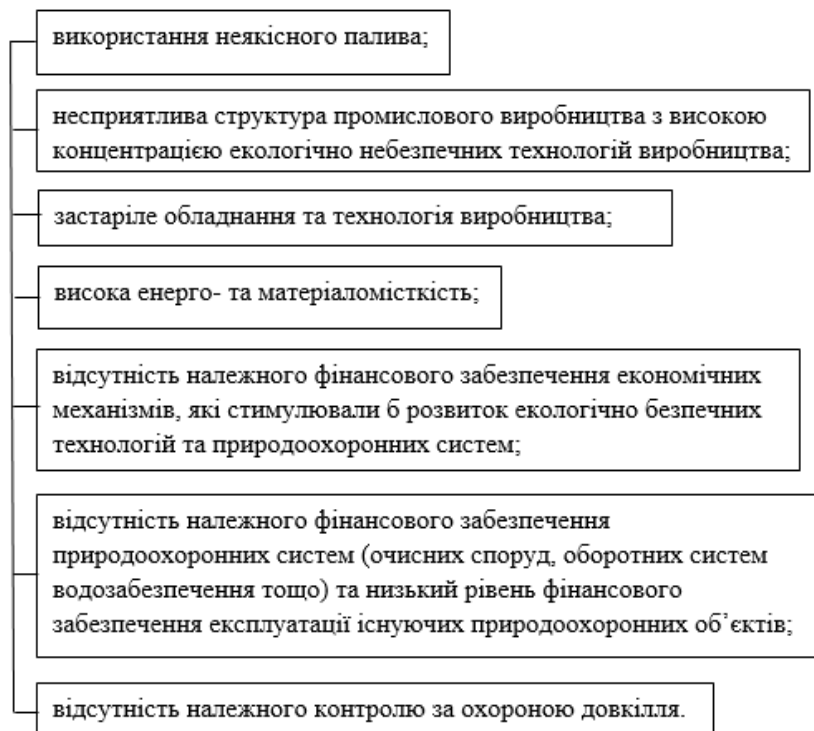 використання неякісного палива;
несприятлива структура промислового виробництва з високою
концентрацією екологічно небезпечних технологій виробництва;
застаріле обладнання та технологія виробництва;
висока енерго- та матеріаломісткість;
відсутність належного фінансового забезпечення економічних
механізмів, які стимулювали б розвиток екологічно безпечних
технологій та природоохоронних систем;
відсутність належного фінансового забезпечення
природоохоронних систем (очисних споруд, оборотних систем
водозабезпечення тощо) та низький рівень фінансового
забезпечення експлуатації існуючих природоохоронних об’єктів;
відсутність належного контролю за охороною довкілля.